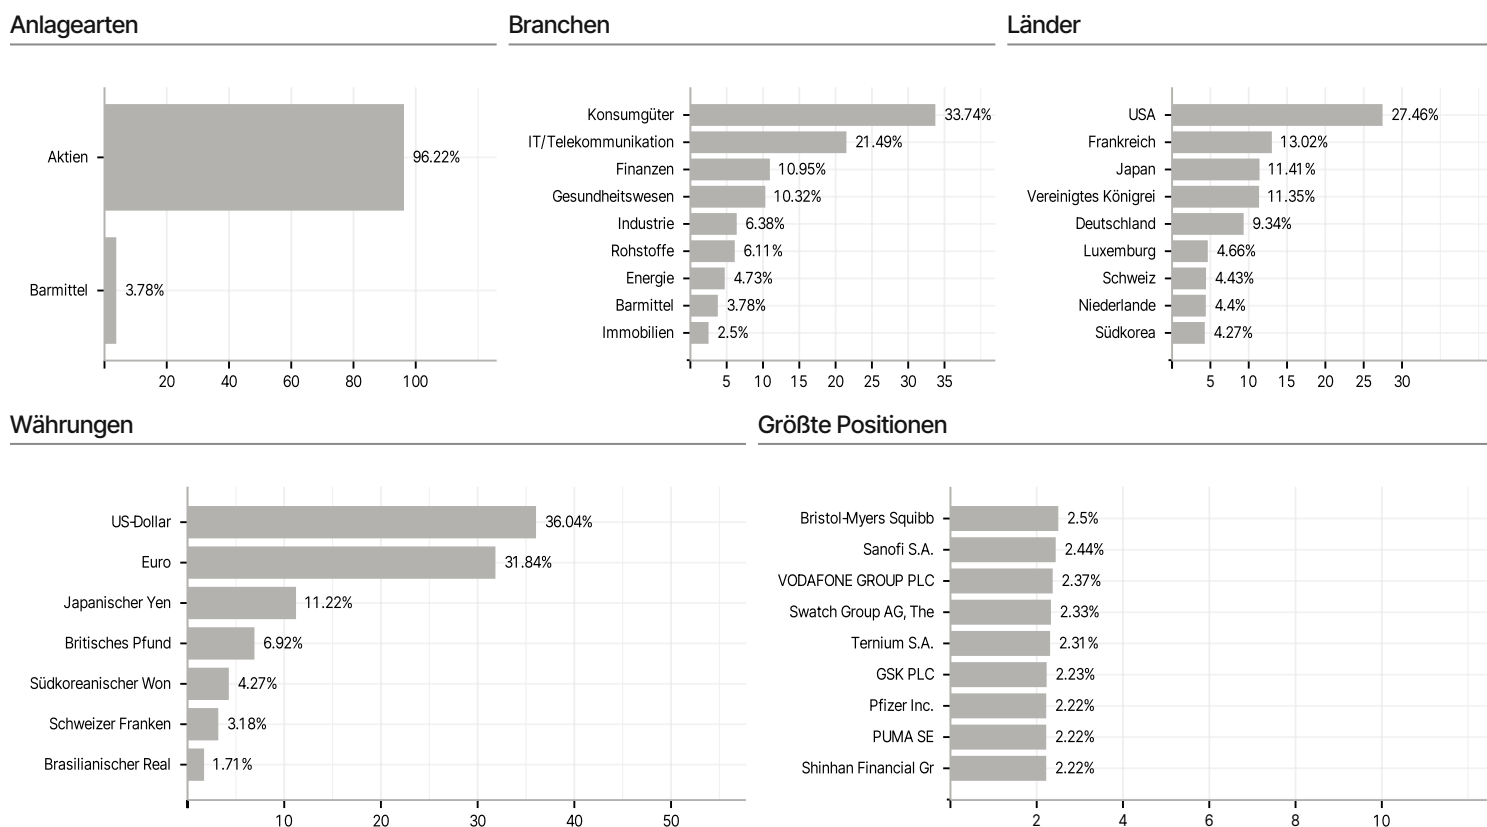 Anlagearten
Aktien 96.22%
Barmittel 3.78%
20 40 60 80 100
Branchen
Konsumgüter 33.74%
IT/Telekommunikation 21.49%
Finanzen 10.95%
Gesundheitswesen 10.32%
Industrie 6.38%
Rohstoffe 6.11%
Energie 4.73%
Barmittel 3.78%
Immobilien 2.5%
5 10 15 20 25 30 35
Länder
USA 27.46%
Frankreich 13.02%
Japan 11.41%
Vereinigtes Königrei 11.35%
Deutschland 9.34%
Luxemburg 4.66%
Schweiz 4.43%
Niederlande 4.4%
Südkorea 4.27%
5 10 15 20 25 30
Währungen
US-Dollar 36.04%
Euro 31.84%
Japanischer Yen 11.22%
Britisches Pfund 6.92%
Südkoreanischer Won 4.27%
Schweizer Franken 3.18%
Brasilianischer Real 1.71%
10 20 30 40 50
Größte Positionen
Bristol-Myers Squibb 2.5%
Sanofi S.A. 2.44%
VODAFONE GROUP PLC 2.37%
Swatch Group AG, The 2.33%
Ternium S.A. 2.31%
GSK PLC 2.23%
Pfizer Inc. 2.22%
PUMA SE 2.22%
Shinhan Financial Gr 2.22%
2 4 6 8 10